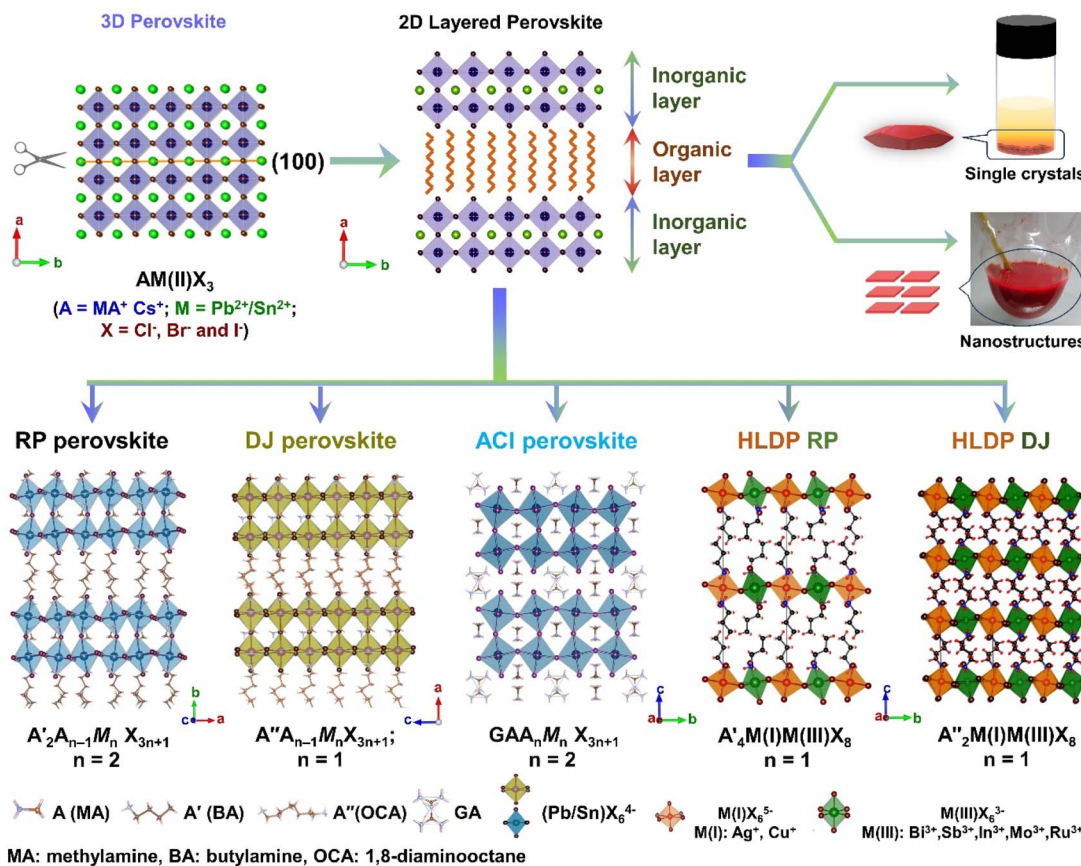 3D Perovskite
2D Layered Perovskite
(100)
a
b
a
b
AM(II)X₃
(A = MA⁺ Cs⁺; M = Pb²⁺/Sn²⁺;
X = Cl⁻, Br⁻ and I⁻)
Inorganic
layer
Organic
layer
Inorganic
layer
Single crystals
Nanostructures
RP perovskite
DJ perovskite
ACI perovskite
HLDP RP
HLDP DJ
b
c
a
a
c
c
a
b
c
a
b
A′₂Aₙ₋₁Mₙ X₃ₙ₊₁
n = 2
A″Aₙ₋₁MₙX₃ₙ₊₁;
n = 1
GAAₙMₙ X₃ₙ₊₁
n = 2
A′₄M(I)M(III)X₈
n = 1
A″₂M(I)M(III)X₈
n = 1
A (MA)
A′ (BA)
A″(OCA)
GA
(Pb/Sn)X₆⁴⁻
M(I)X₆⁵⁻
M(I): Ag⁺, Cu⁺
M(III)X₆³⁻
M(III): Bi³⁺,Sb³⁺,In³⁺,Mo³⁺,Ru³⁺
MA: methylamine, BA: butylamine, OCA: 1,8-diaminooctane